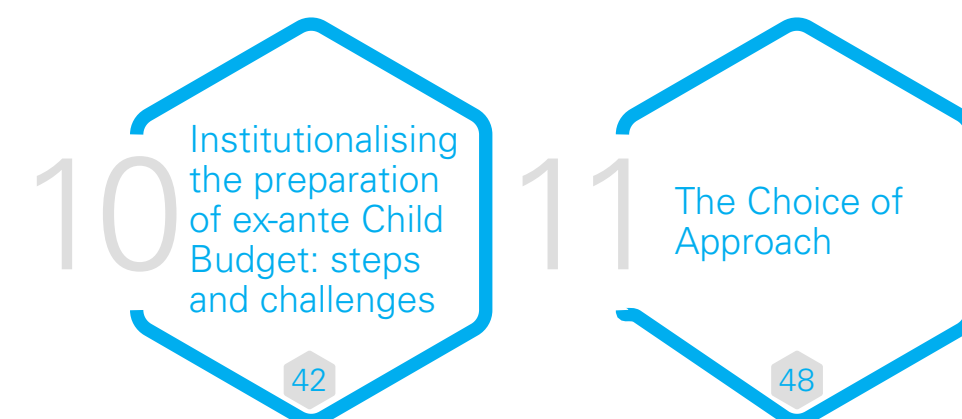 10
Institutionalising
the preparation
of ex-ante Child
Budget: steps
and challenges
42
11
The Choice of
Approach
48